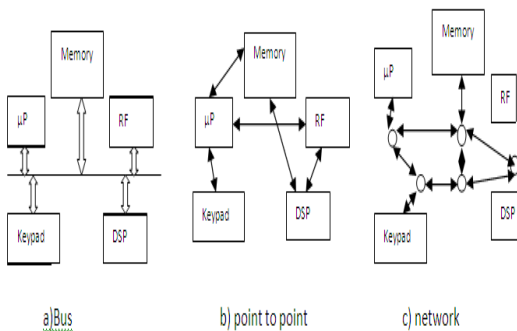 Memory
μP
RF
Keypad
DSP
a)Bus
Memory
μP
RF
Keypad
DSP
b) point to point
Memory
μP
RF
Keypad
DSP
c) network